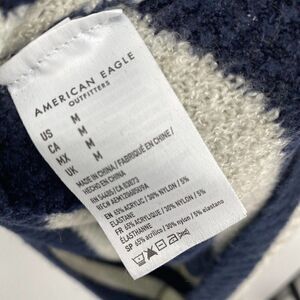 AMERICAN EAGLE
OUTFITTERS
US M
CA M
MX M
UK M
MADE IN CHINA / FABRIQUÉ EN CHINE /
HECHO EN CHINA
EN 65% ACRYLIC / 30% NYLON / 5%
ELASTANE
FR 65% ACRYLIQUE / 30% NYLON / 5%
ÉLASTHANNE
SP 65% acrílico / 30% nylon / 5% elastano